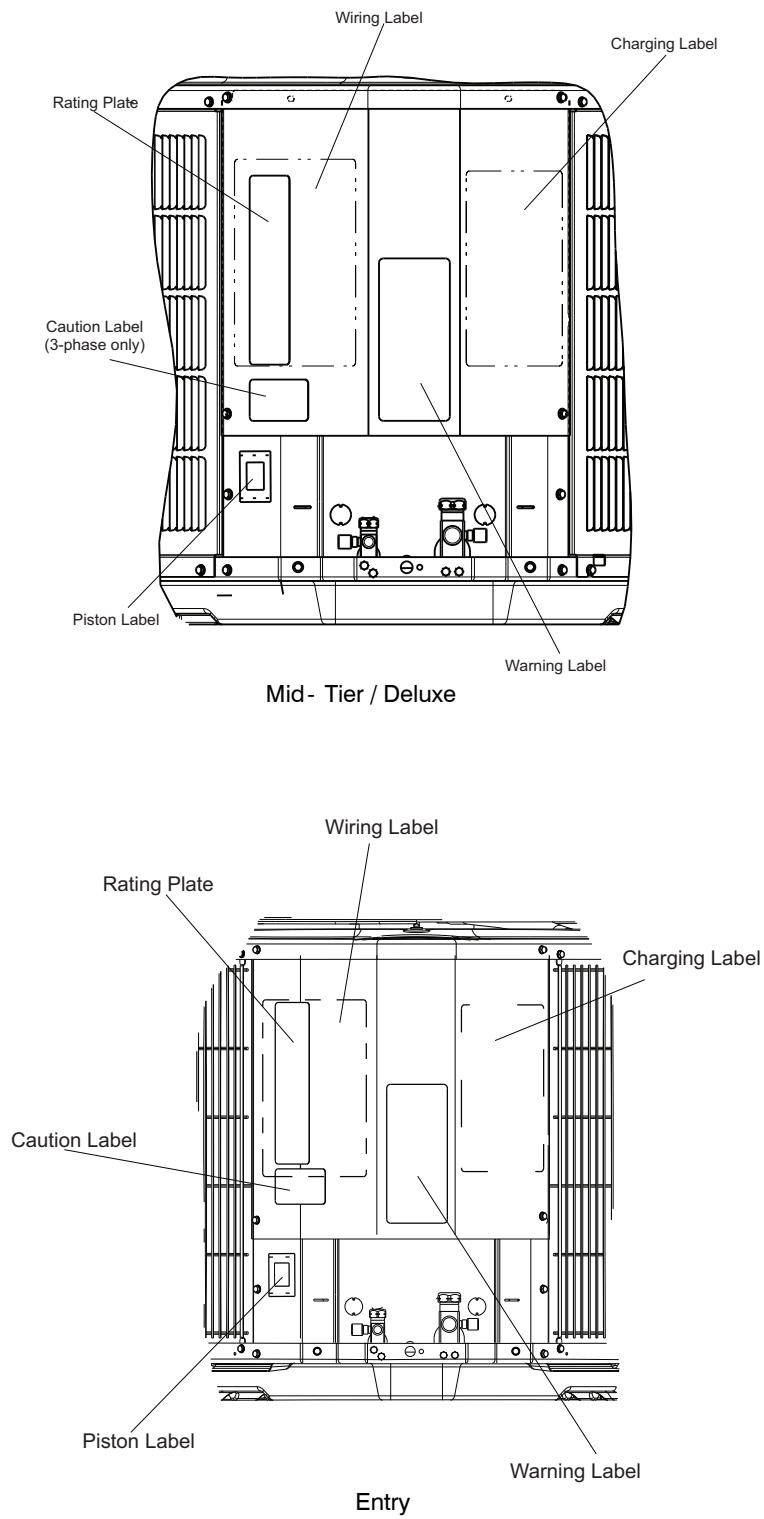 Wiring Label
Charging Label
Rating Plate
Caution Label
(3-phase only)
Piston Label
Warning Label
Mid- Tier / Deluxe
Wiring Label
Rating Plate
Charging Label
Caution Label
Piston Label
Warning Label
Entry